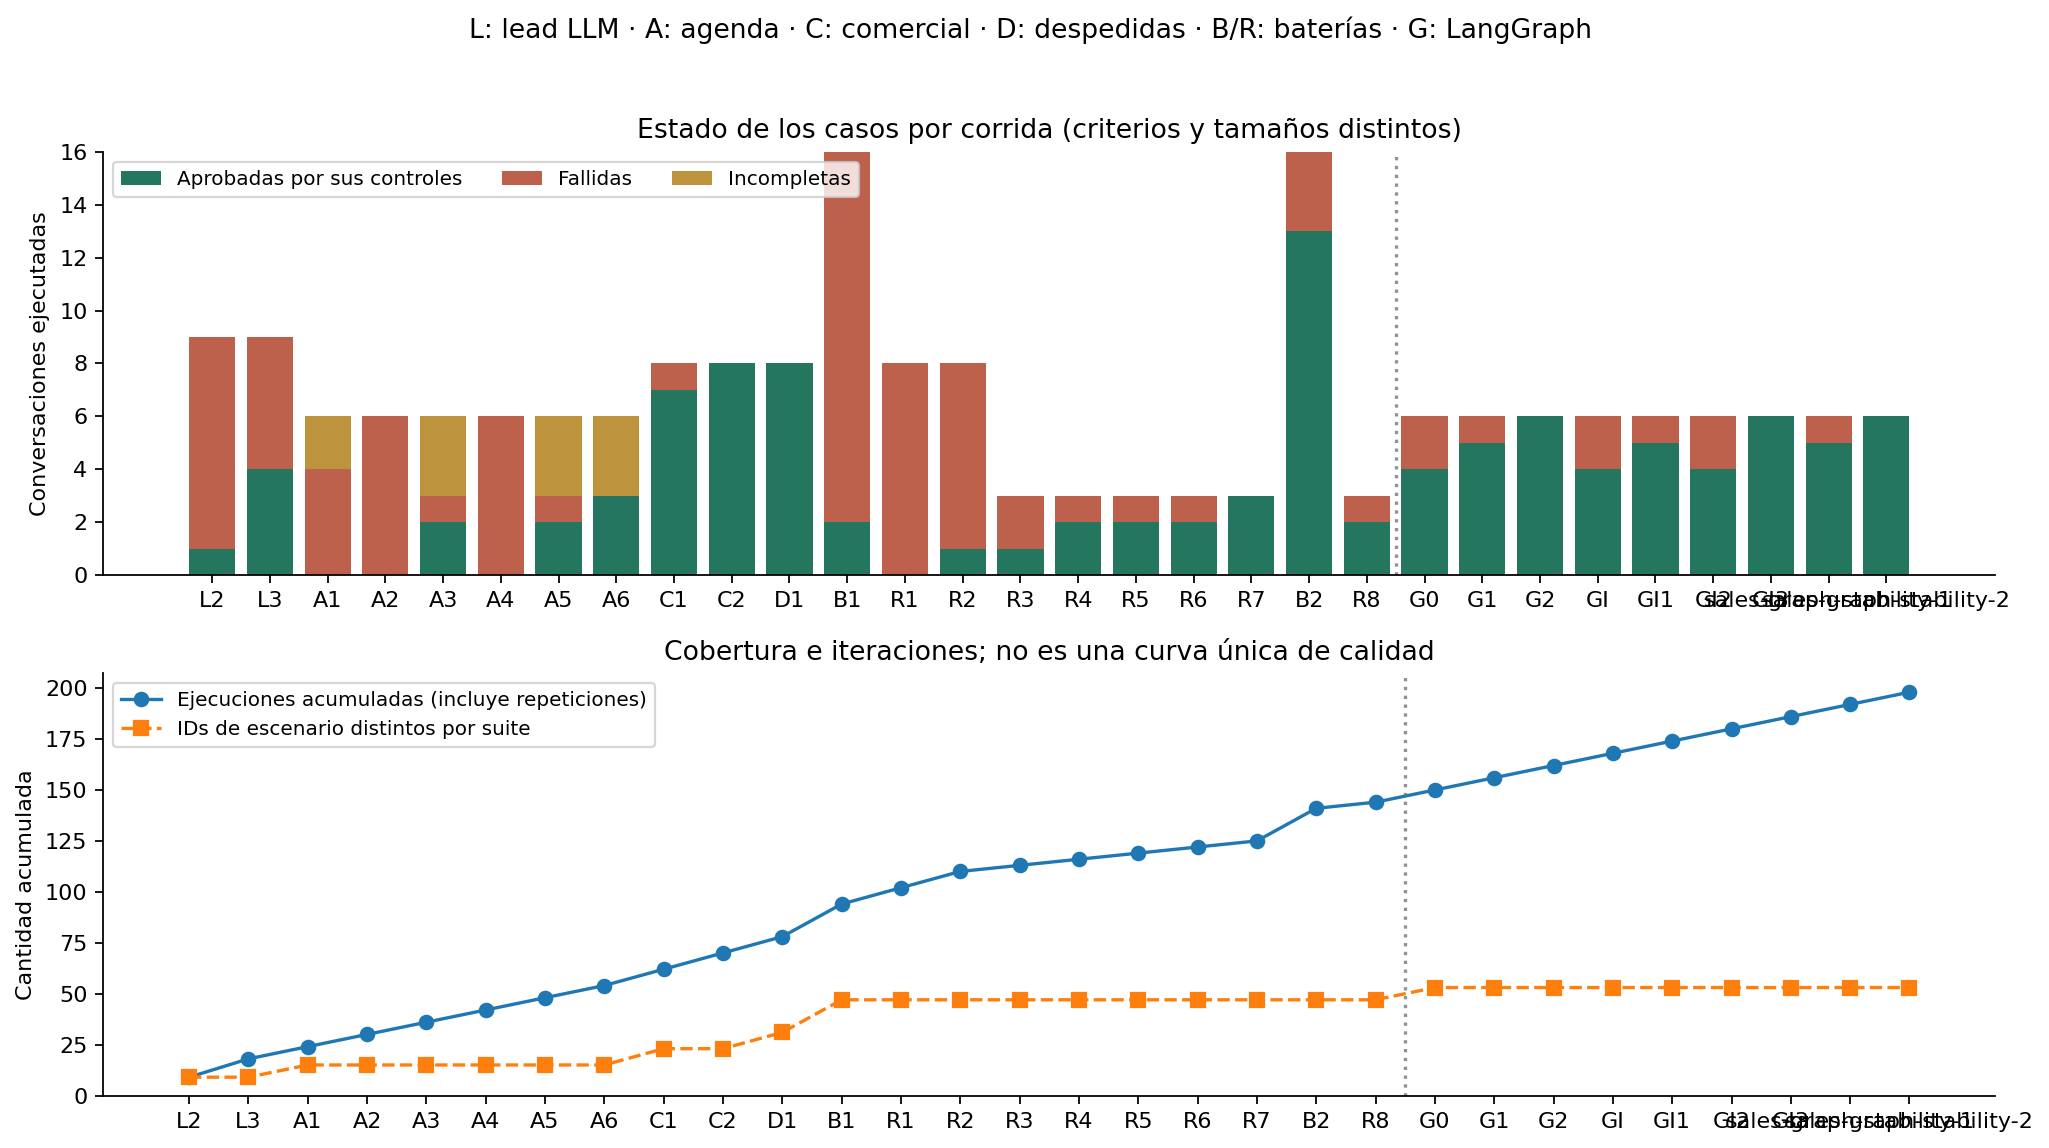 L: lead LLM · A: agenda · C: comercial · D: despedidas · B/R: baterías · G: LangGraph
Estado de los casos por corrida (criterios y tamaños distintos)
Conversaciones ejecutadas
16
14
12
10
8
6
4
2
0
Aprobadas por sus controles
Fallidas
Incompletas
L2 L3 A1 A2 A3 A4 A5 A6 C1 C2 D1 B1 R1 R2 R3 R4 R5 R6 R7 B2 R8 G0 G1 G2 GI GI1
Cobertura e iteraciones; no es una curva única de calidad
Cantidad acumulada
200
175
150
125
100
75
50
25
0
Ejecuciones acumuladas (incluye repeticiones)
IDs de escenario distintos por suite
L2 L3 A1 A2 A3 A4 A5 A6 C1 C2 D1 B1 R1 R2 R3 R4 R5 R6 R7 B2 R8 G0 G1 G2 GI GI1